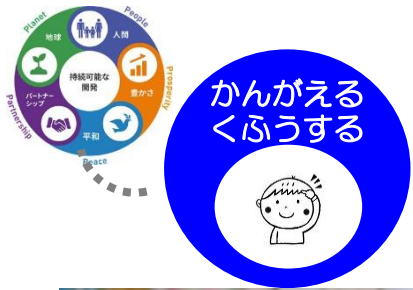 Planet
People
地球
人間
持続可能な
開発
豊かさ
Prosperity
パートナー
シップ
Partnership
平和
Peace
かんがえる
くふうする